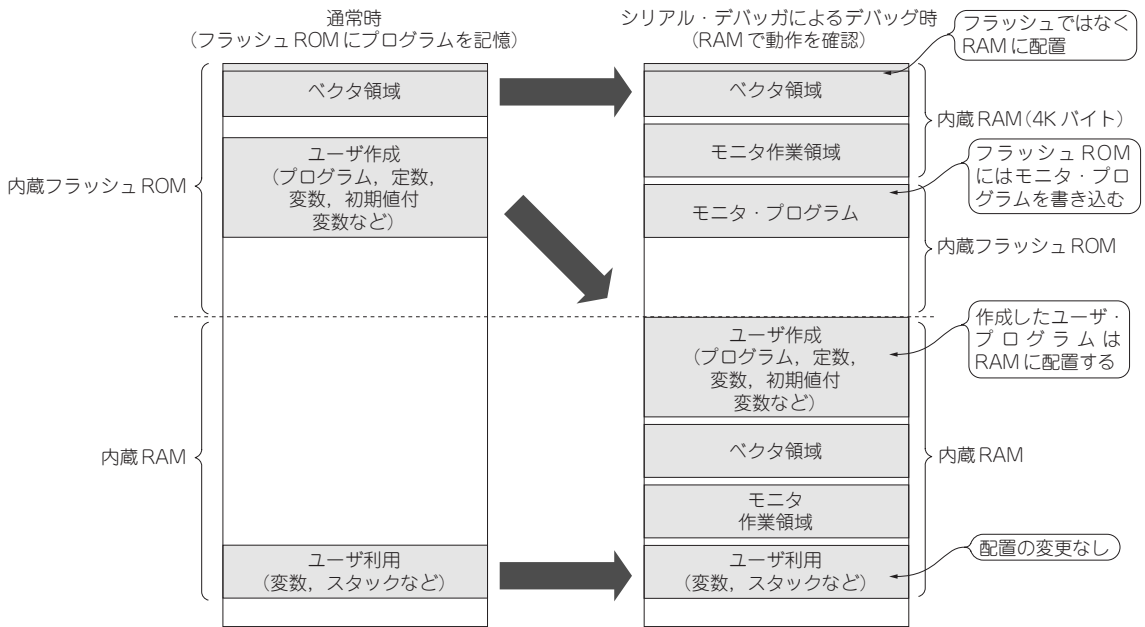 通常時
（フラッシュROMにプログラムを記憶）
内蔵フラッシュROM
ベクタ領域
ユーザ作成
（プログラム，定数，
変数，初期値付
変数など）
内蔵RAM
ユーザ利用
（変数，スタックなど）
シリアル・デバッガによるデバッグ時
（RAMで動作を確認）
フラッシュではなく
RAMに配置
ベクタ領域
内蔵RAM（4Kバイト）
モニタ作業領域
フラッシュROM
にはモニタ・プロ
グラムを書き込む
モニタ・プログラム
内蔵フラッシュROM
作成したユーザ・
プログラムは
RAMに配置する
ユーザ作成
（プログラム，定数，
変数，初期値付
変数など）
ベクタ領域
内蔵RAM
モニタ
作業領域
配置の変更なし
ユーザ利用
（変数，スタックなど）